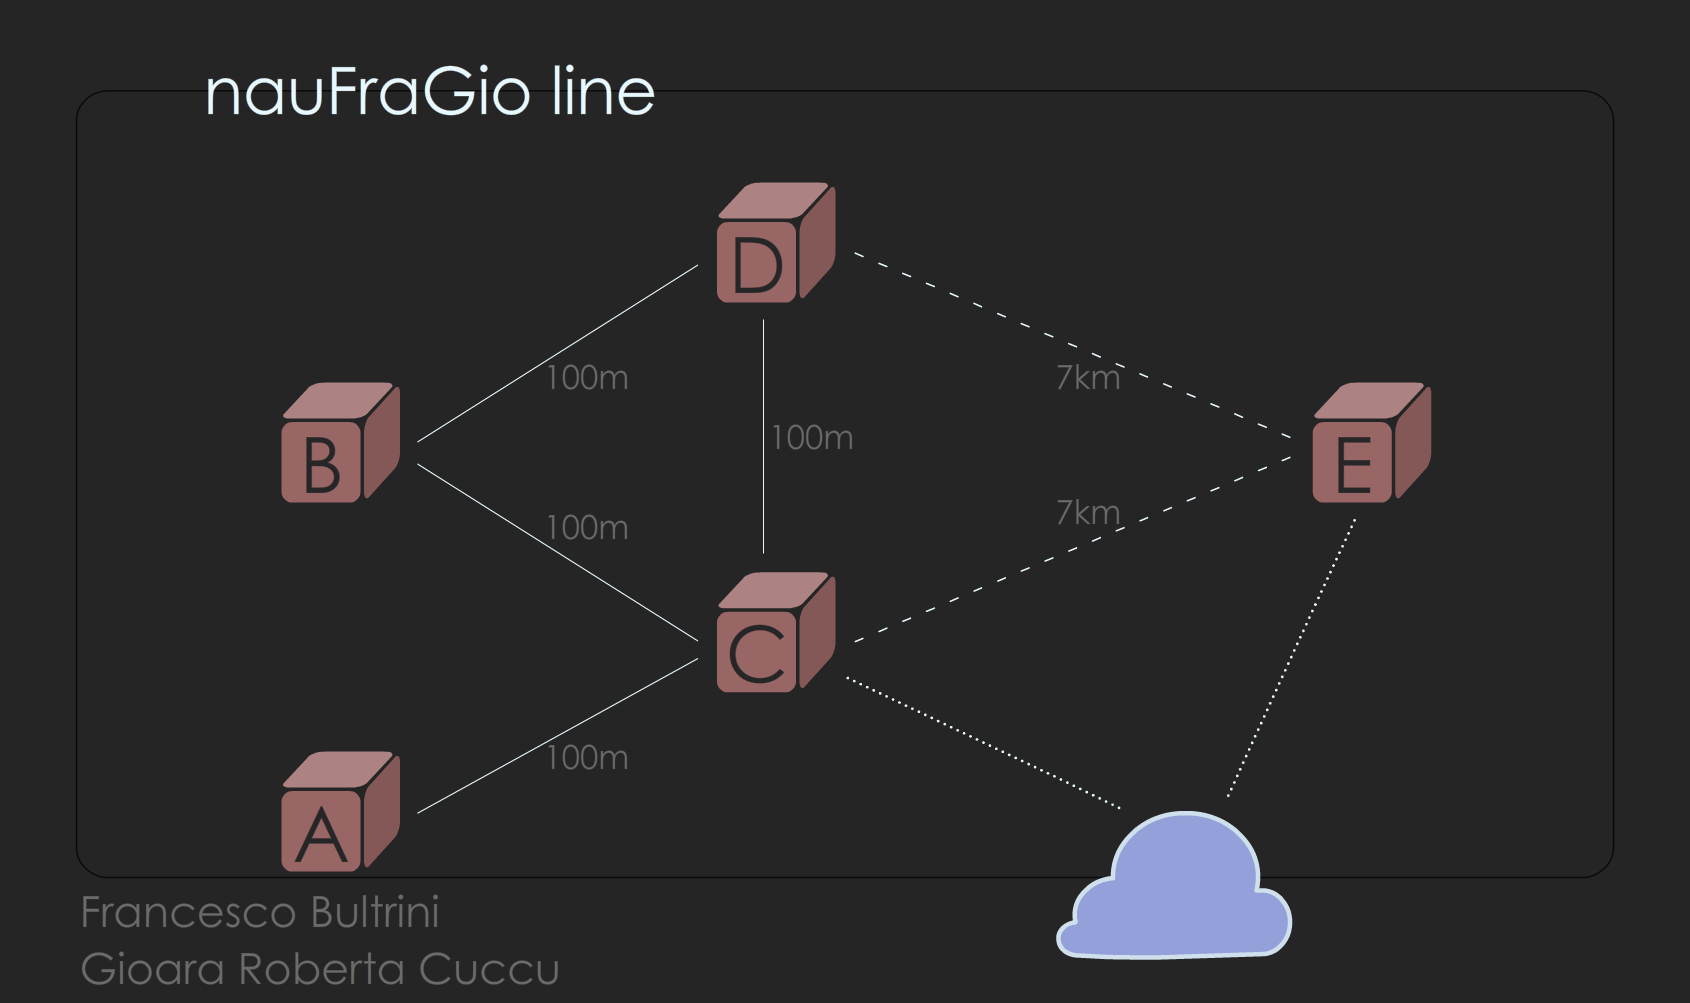 nauFraGio line
D
100m
7km
B
100m
E
100m
7km
C
100m
A
Francesco Bultrini
Gioara Roberta Cuccu